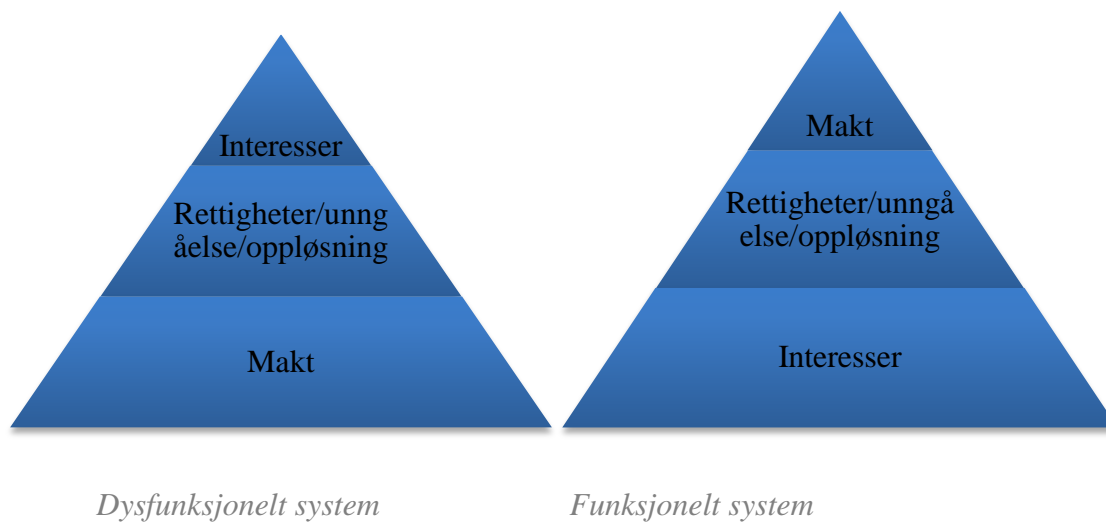 Interesser
Rettigheter/unng
åelse/oppløsning
Makt
Makt
Rettigheter/unngå
else/oppløsning
Interesser
Dysfunksjonelt system
Funksjonelt system